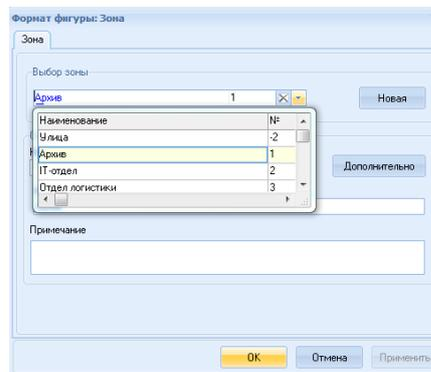 Формат фигуры: Зона
Зона
Выбор зоны
Архив 1
Новая
Наименование №
Улица -2
Архив 1
IT-отдел 2
Отдел логистики 3
Дополнительно
Примечание
OK Отмена Применить